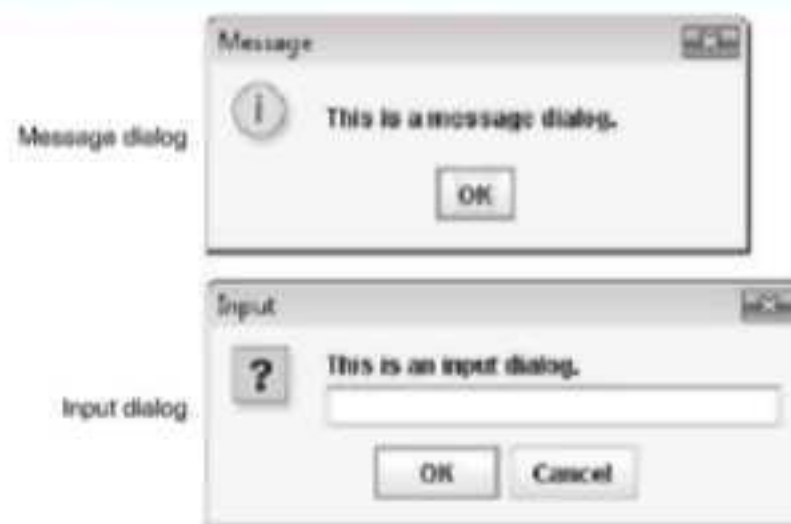 Message
Message dialog
i
This is a message dialog.
OK
Input
Input dialog
?
This is an input dialog.
OK Cancel